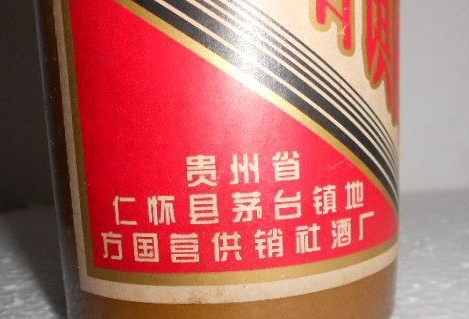 贵州省
仁怀县茅台镇地
方国营供销社酒厂